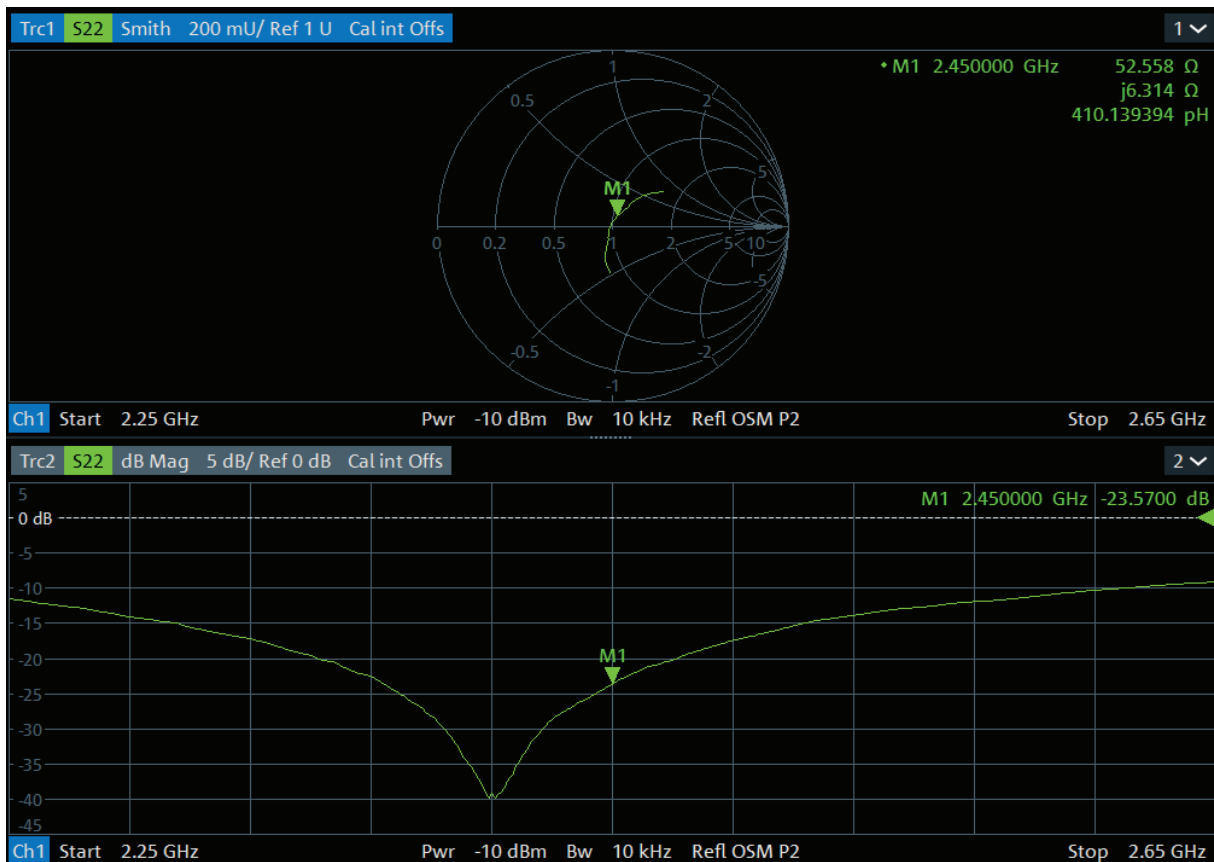 Trc1 S22 Smith 200 mU/ Ref 1 U Cal int Offs 1
• M1 2.450000 GHz 52.558 Ω
j6.314 Ω
410.139394 pH
1
0.5 2
5
M1
0 0.2 0.5 1 2 5 10
-5
-0.5 -2
-1
Ch1 Start 2.25 GHz Pwr -10 dBm Bw 10 kHz Refl OSM P2 Stop 2.65 GHz
Trc2 S22 dB Mag 5 dB/ Ref 0 dB Cal int Offs 2
5 M1 2.450000 GHz -23.5700 dB
0 dB
-5
-10
-15
-20 M1
-25
-30
-35
-40
-45
Ch1 Start 2.25 GHz Pwr -10 dBm Bw 10 kHz Refl OSM P2 Stop 2.65 GHz